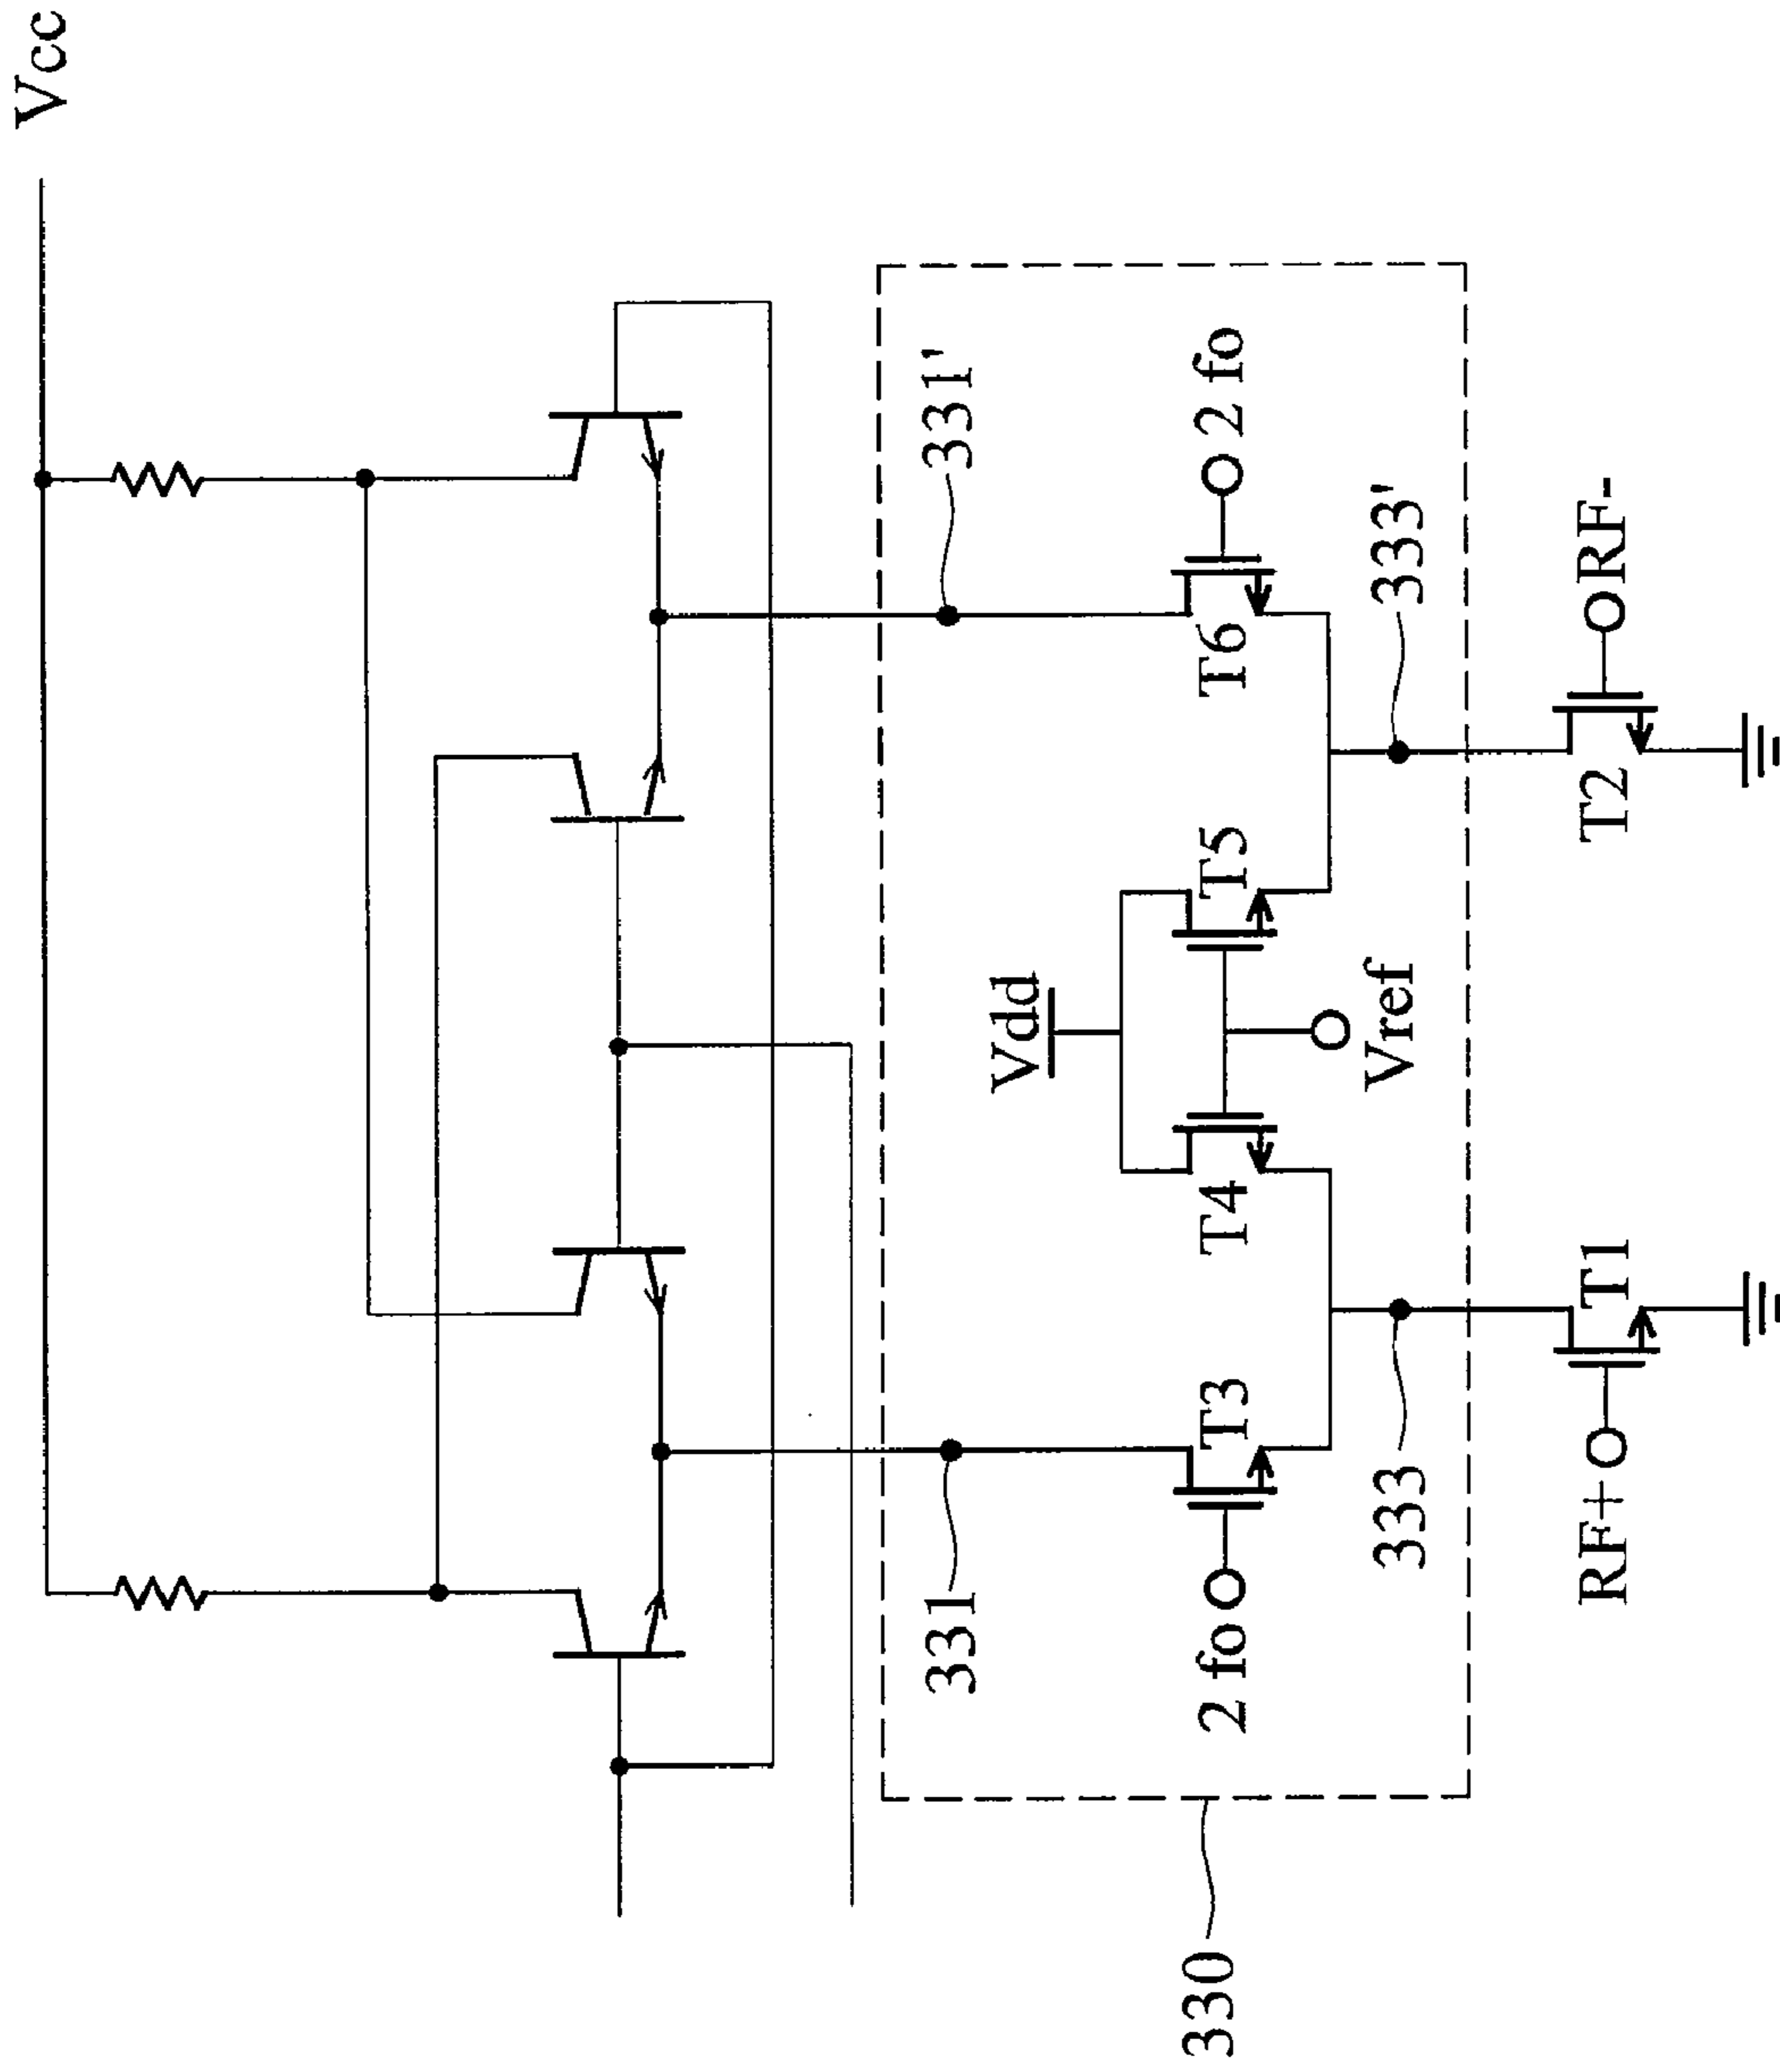 Vcc
331
331'
Vdd
2 fo
T3
T4
T5
T6
2 fo
Vref
330
333
333'
RF+
T1
T2
RF-